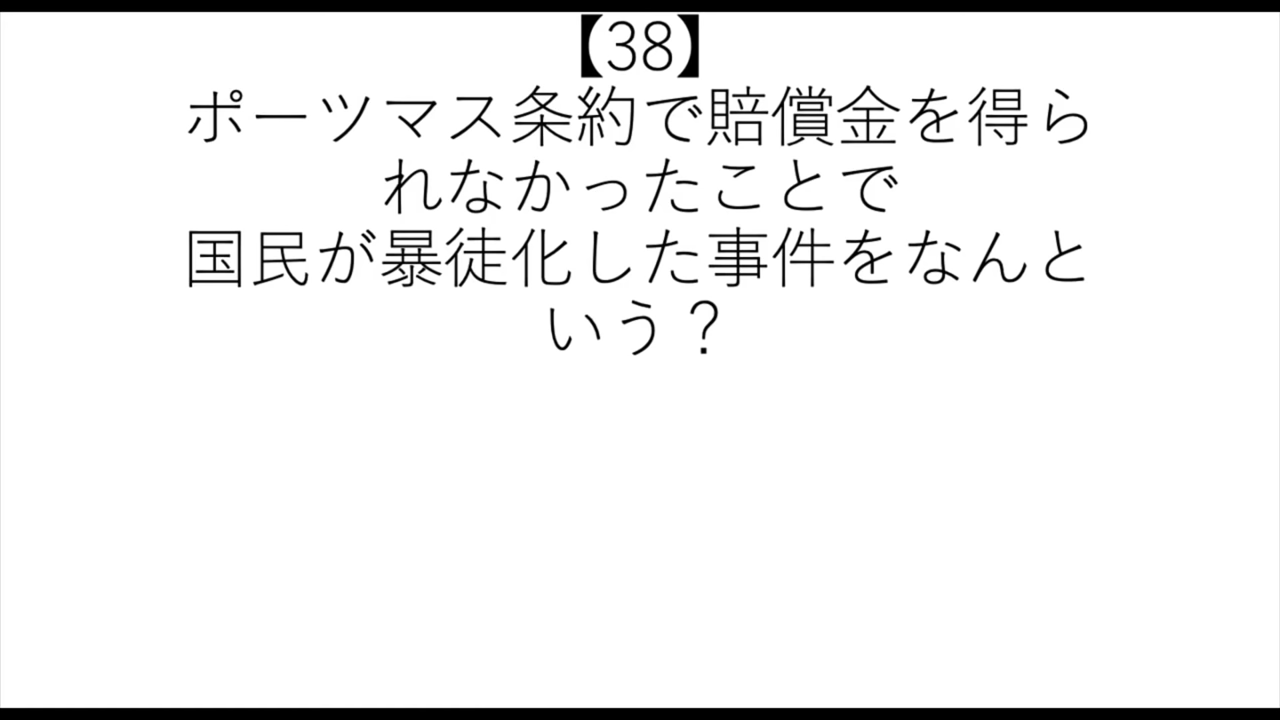 【38】
ポーツマス条約で賠償金を得ら
れなかったことで
国民が暴徒化した事件をなんと
いう？